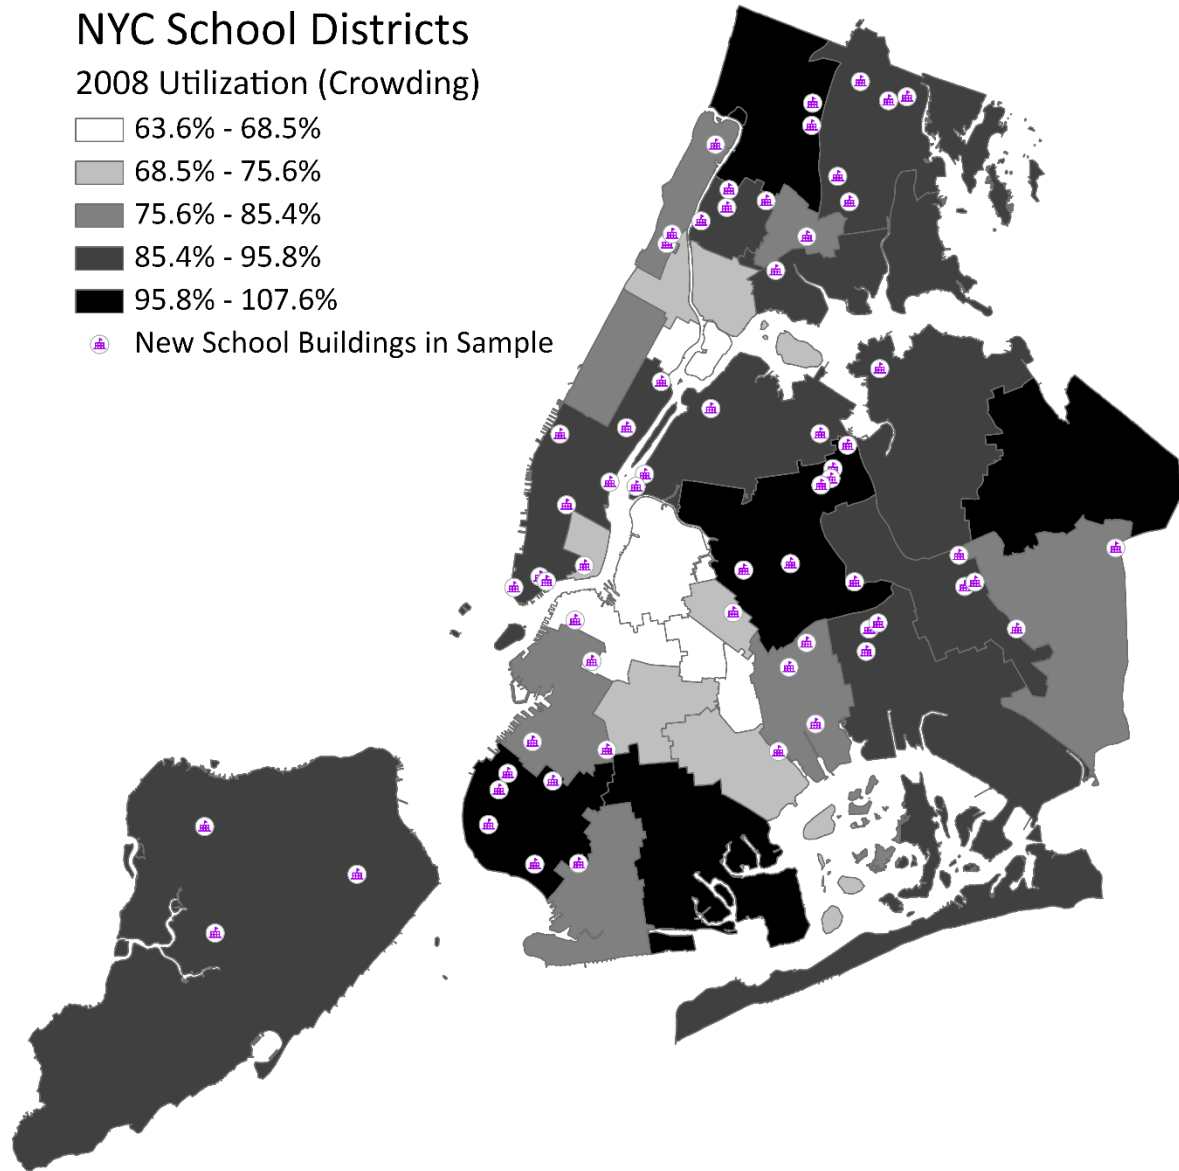 NYC School Districts
2008 Utilization (Crowding)
63.6% - 68.5%
68.5% - 75.6%
75.6% - 85.4%
85.4% - 95.8%
95.8% - 107.6%
New School Buildings in Sample